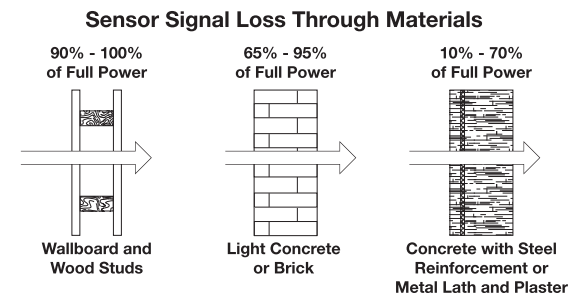 Sensor Signal Loss Through Materials
90% - 100%
of Full Power
65% - 95%
of Full Power
10% - 70%
of Full Power
Wallboard and
Wood Studs
Light Concrete
or Brick
Concrete with Steel
Reinforcement or
Metal Lath and Plaster